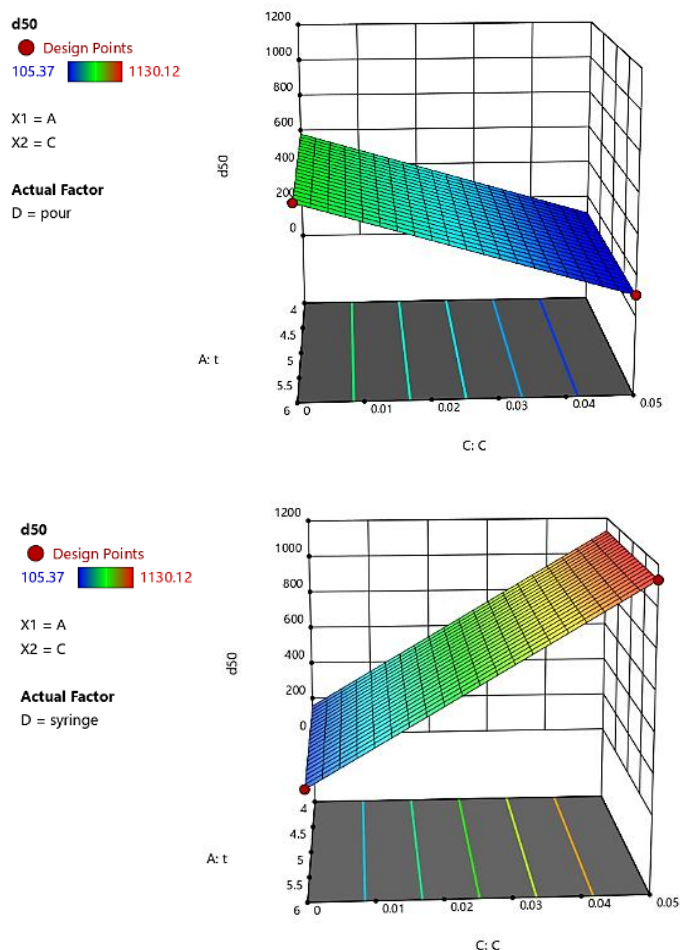 d50
Design Points
105.37 1130.12
X1 = A
X2 = C
Actual Factor
D = pour
d50
1200
1000
800
600
400
200
0
A: t
4
4.5
5
5.5
6
0
0.01
0.02
0.03
0.04
0.05
C: C
d50
Design Points
105.37 1130.12
X1 = A
X2 = C
Actual Factor
D = syringe
d50
1200
1000
800
600
400
200
0
A: t
4
4.5
5
5.5
6
0
0.01
0.02
0.03
0.04
0.05
C: C